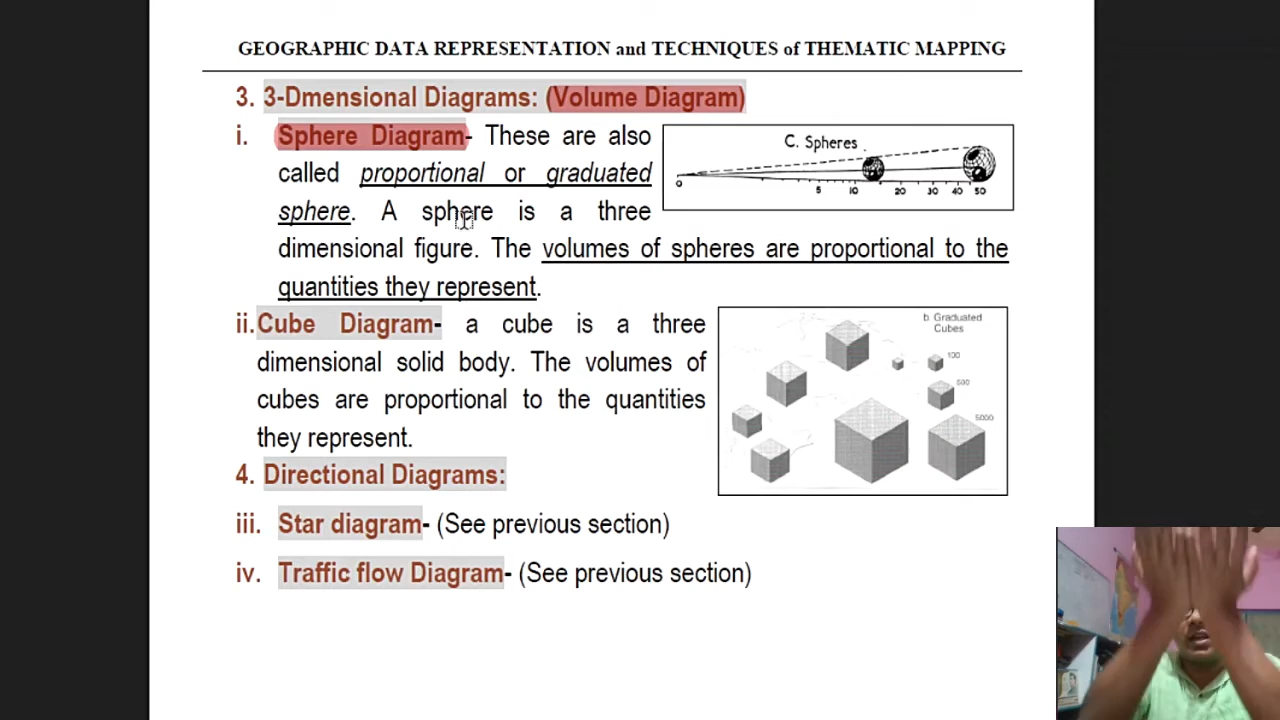 GEOGRAPHIC DATA REPRESENTATION and TECHNIQUES of THEMATIC MAPPING
3. 3-Dmensional Diagrams: (Volume Diagram)
i. Sphere Diagram- These are also
called proportional or graduated
sphere. A sphere is a three
dimensional figure. The volumes of spheres are proportional to the
quantities they represent.
C. Spheres
0 5 10 20 30 40 50
ii. Cube Diagram- a cube is a three
dimensional solid body. The volumes of
cubes are proportional to the quantities
they represent.
b. Graduated
Cubes
100
500
5000
4. Directional Diagrams:
iii. Star diagram- (See previous section)
iv. Traffic flow Diagram- (See previous section)